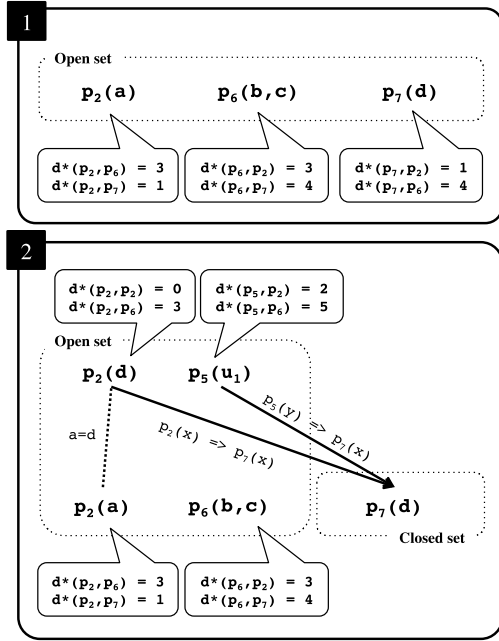 1
Open set
p2(a) p6(b,c) p7(d)
d*(p2,p6) = 3 d*(p6,p2) = 3 d*(p7,p2) = 1
d*(p2,p7) = 1 d*(p6,p7) = 4 d*(p7,p6) = 4
2
d*(p2,p2) = 0 d*(p5,p2) = 2
d*(p2,p6) = 3 d*(p5,p6) = 5
Open set
p2(d) p5(u1)
p5(y) => p7(x)
a=d
p2(x) => p7(x)
p2(a) p6(b,c) p7(d)
Closed set
d*(p2,p6) = 3 d*(p6,p2) = 3
d*(p2,p7) = 1 d*(p6,p7) = 4